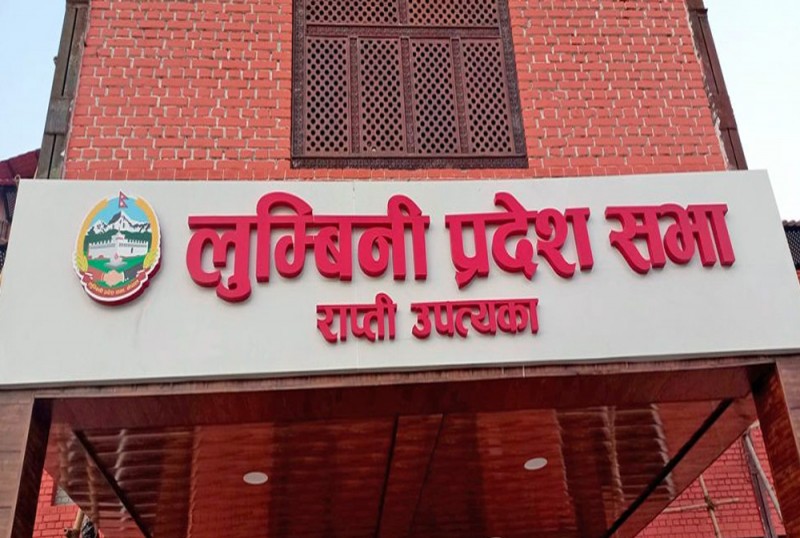 लुम्बिनी प्रदेश सभा
राप्ती उपत्यका